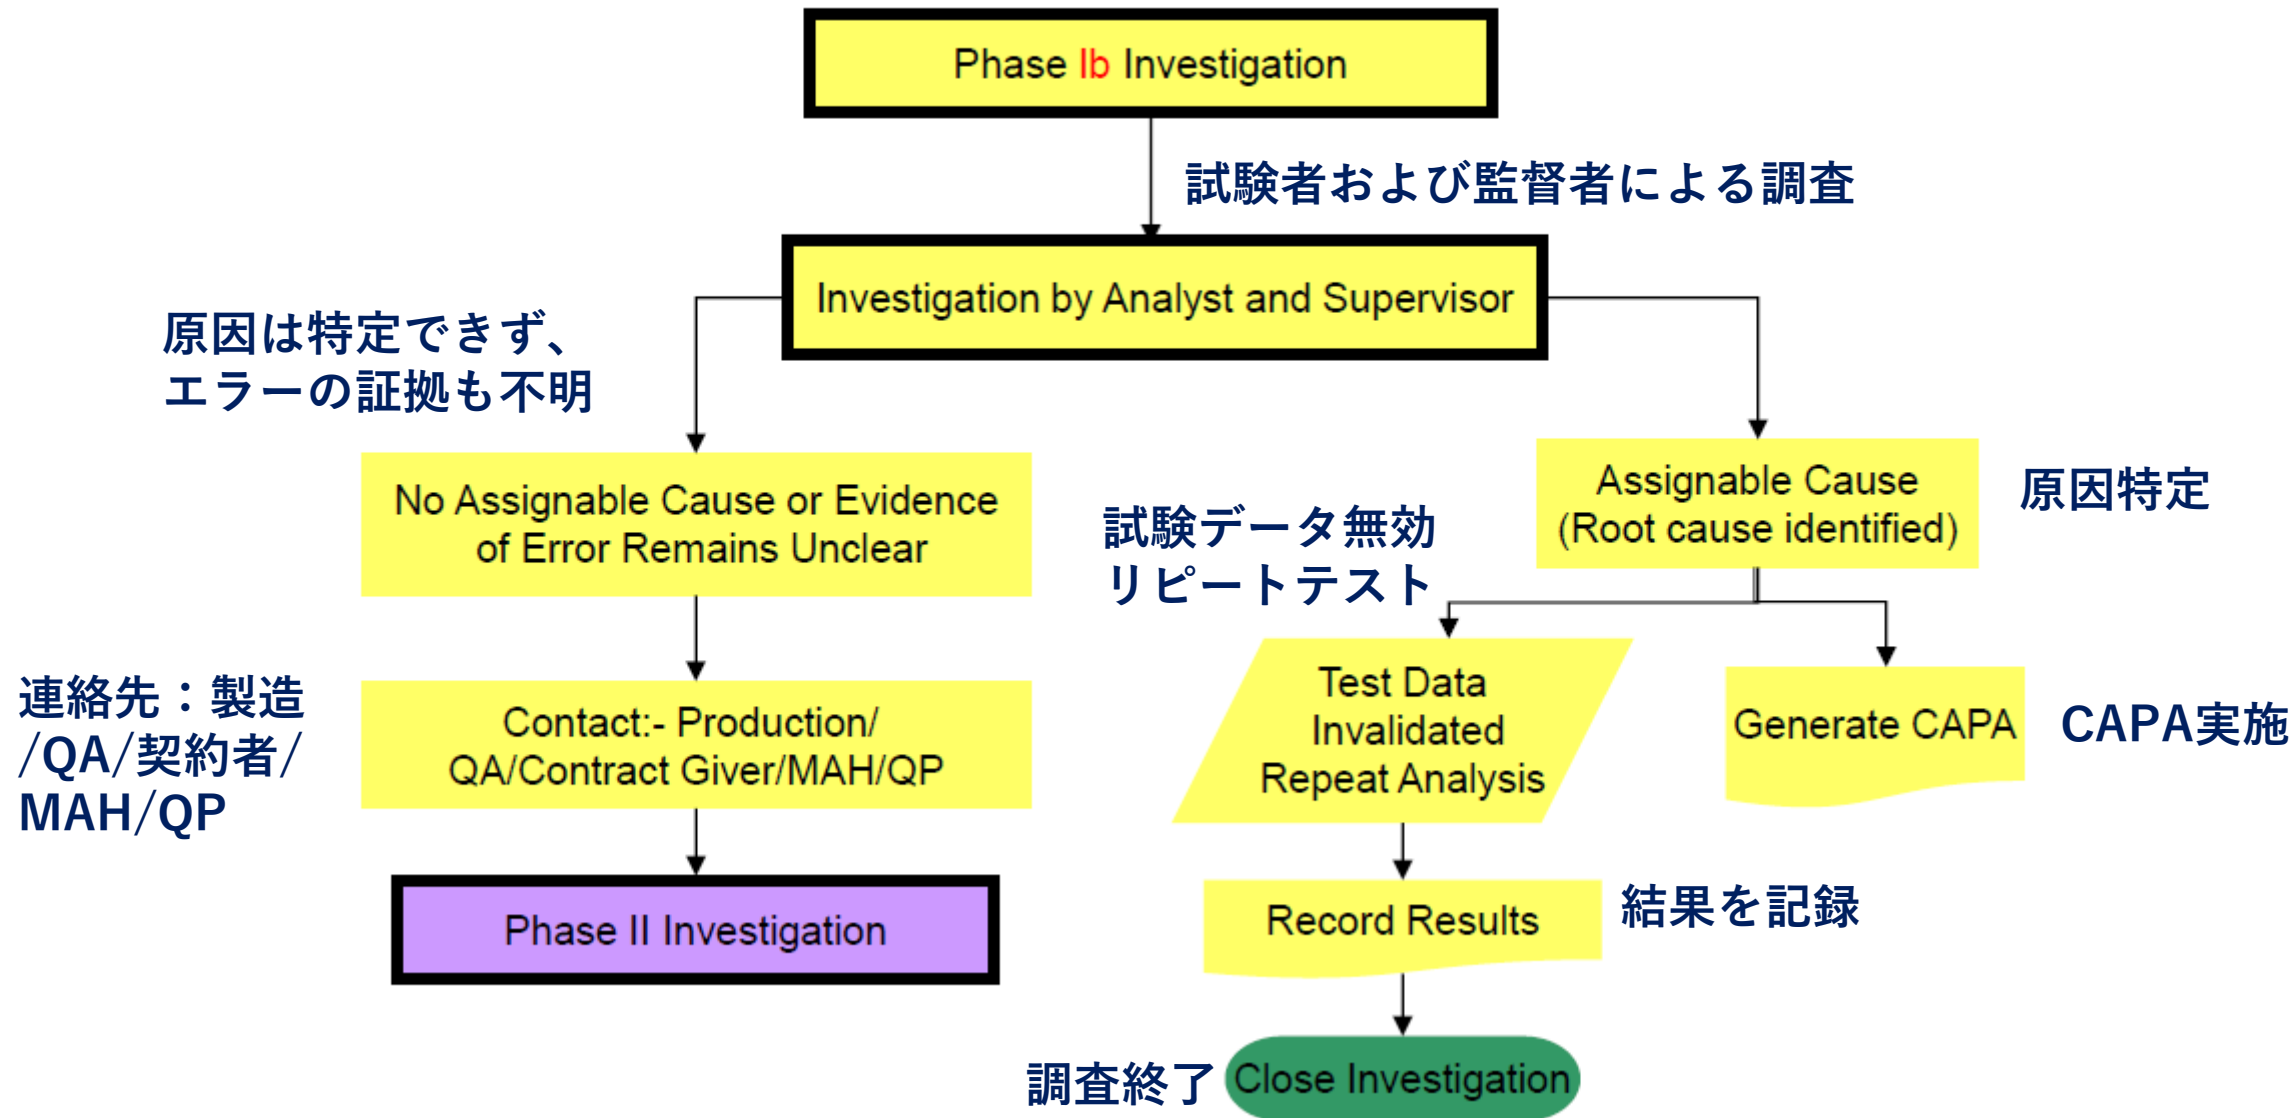 Phase Ib Investigation
試験者および監督者による調査
Investigation by Analyst and Supervisor
原因は特定できず、
エラーの証拠も不明
No Assignable Cause or Evidence
of Error Remains Unclear
Assignable Cause
(Root cause identified)
原因特定
試験データ無効
リピートテスト
連絡先：製造
/QA/契約者/
MAH/QP
Contact:- Production/
QA/Contract Giver/MAH/QP
Test Data
Invalidated
Repeat Analysis
Generate CAPA
CAPA実施
Phase II Investigation
Record Results
結果を記録
調査終了
Close Investigation